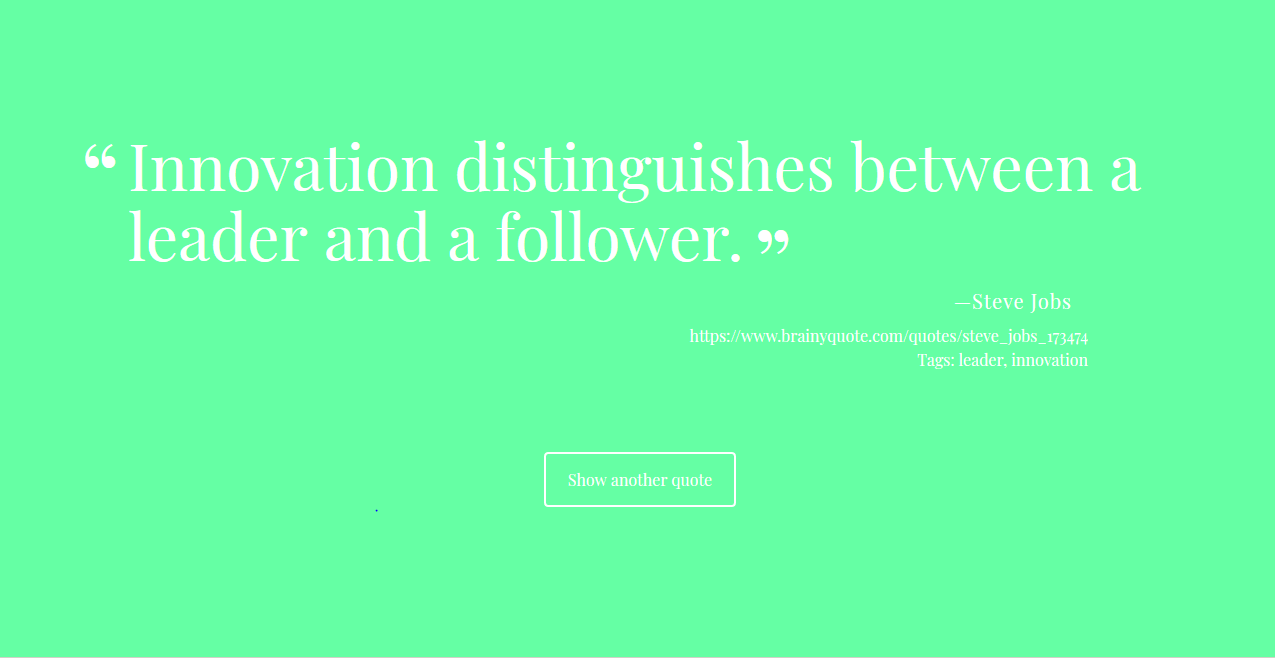 “ Innovation distinguishes between a
leader and a follower. ”
—Steve Jobs
https://www.brainyquote.com/quotes/steve_jobs_173474
Tags: leader, innovation
Show another quote